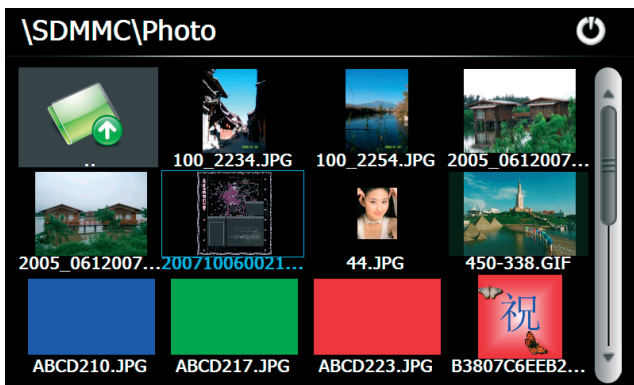 \SDMMC\Photo
..
100_2234.JPG
100_2254.JPG
2005_0612007...
2005_0612007...
200710060021...
44.JPG
450-338.GIF
ABCD210.JPG
ABCD217.JPG
ABCD223.JPG
祝
B3807C6EEB2...